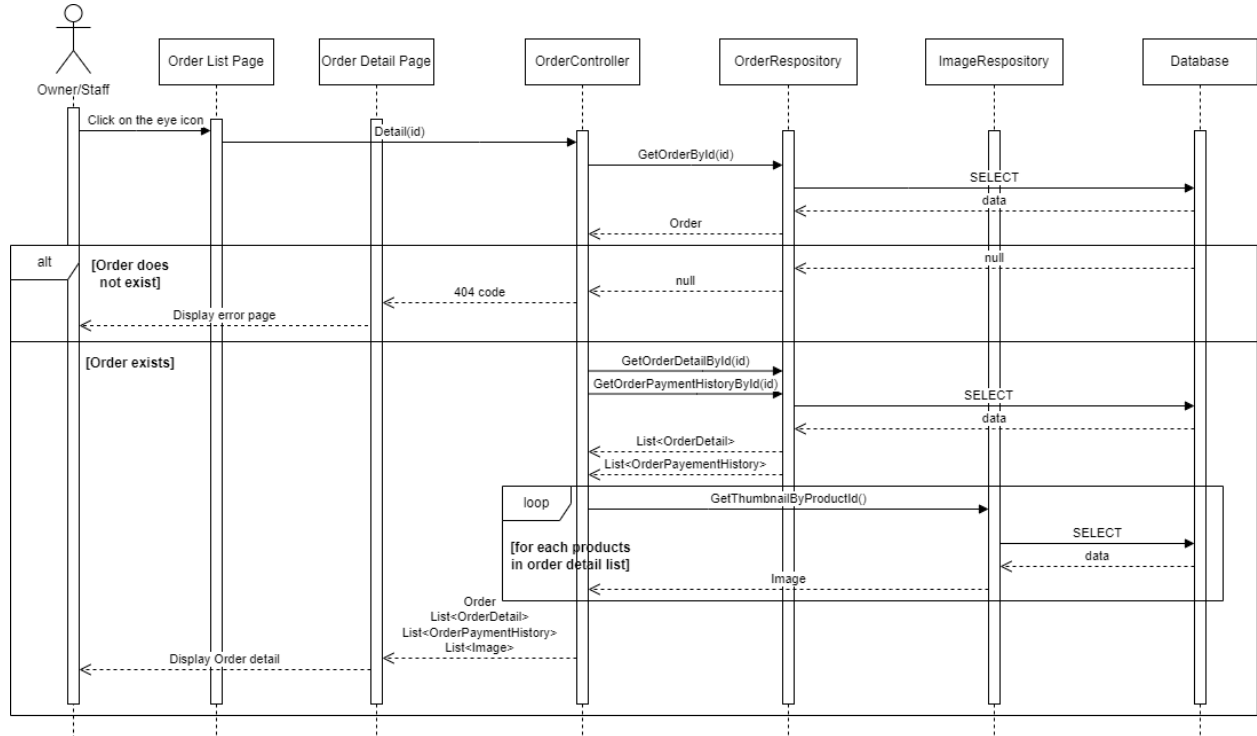 Owner/Staff
Order List Page
Order Detail Page
OrderController
OrderRespository
ImageRespository
Database
Click on the eye icon
Detail(id)
GetOrderById(id)
SELECT
data
Order
alt
[Order does
not exist]
null
null
404 code
Display error page
[Order exists]
GetOrderDetailById(id)
GetOrderPaymentHistoryById(id)
SELECT
data
List<OrderDetail>
List<OrderPayementHistory>
loop
GetThumbnailByProductId()
[for each products
in order detail list]
SELECT
data
Image
Order
List<OrderDetail>
List<OrderPaymentHistory>
List<Image>
Display Order detail